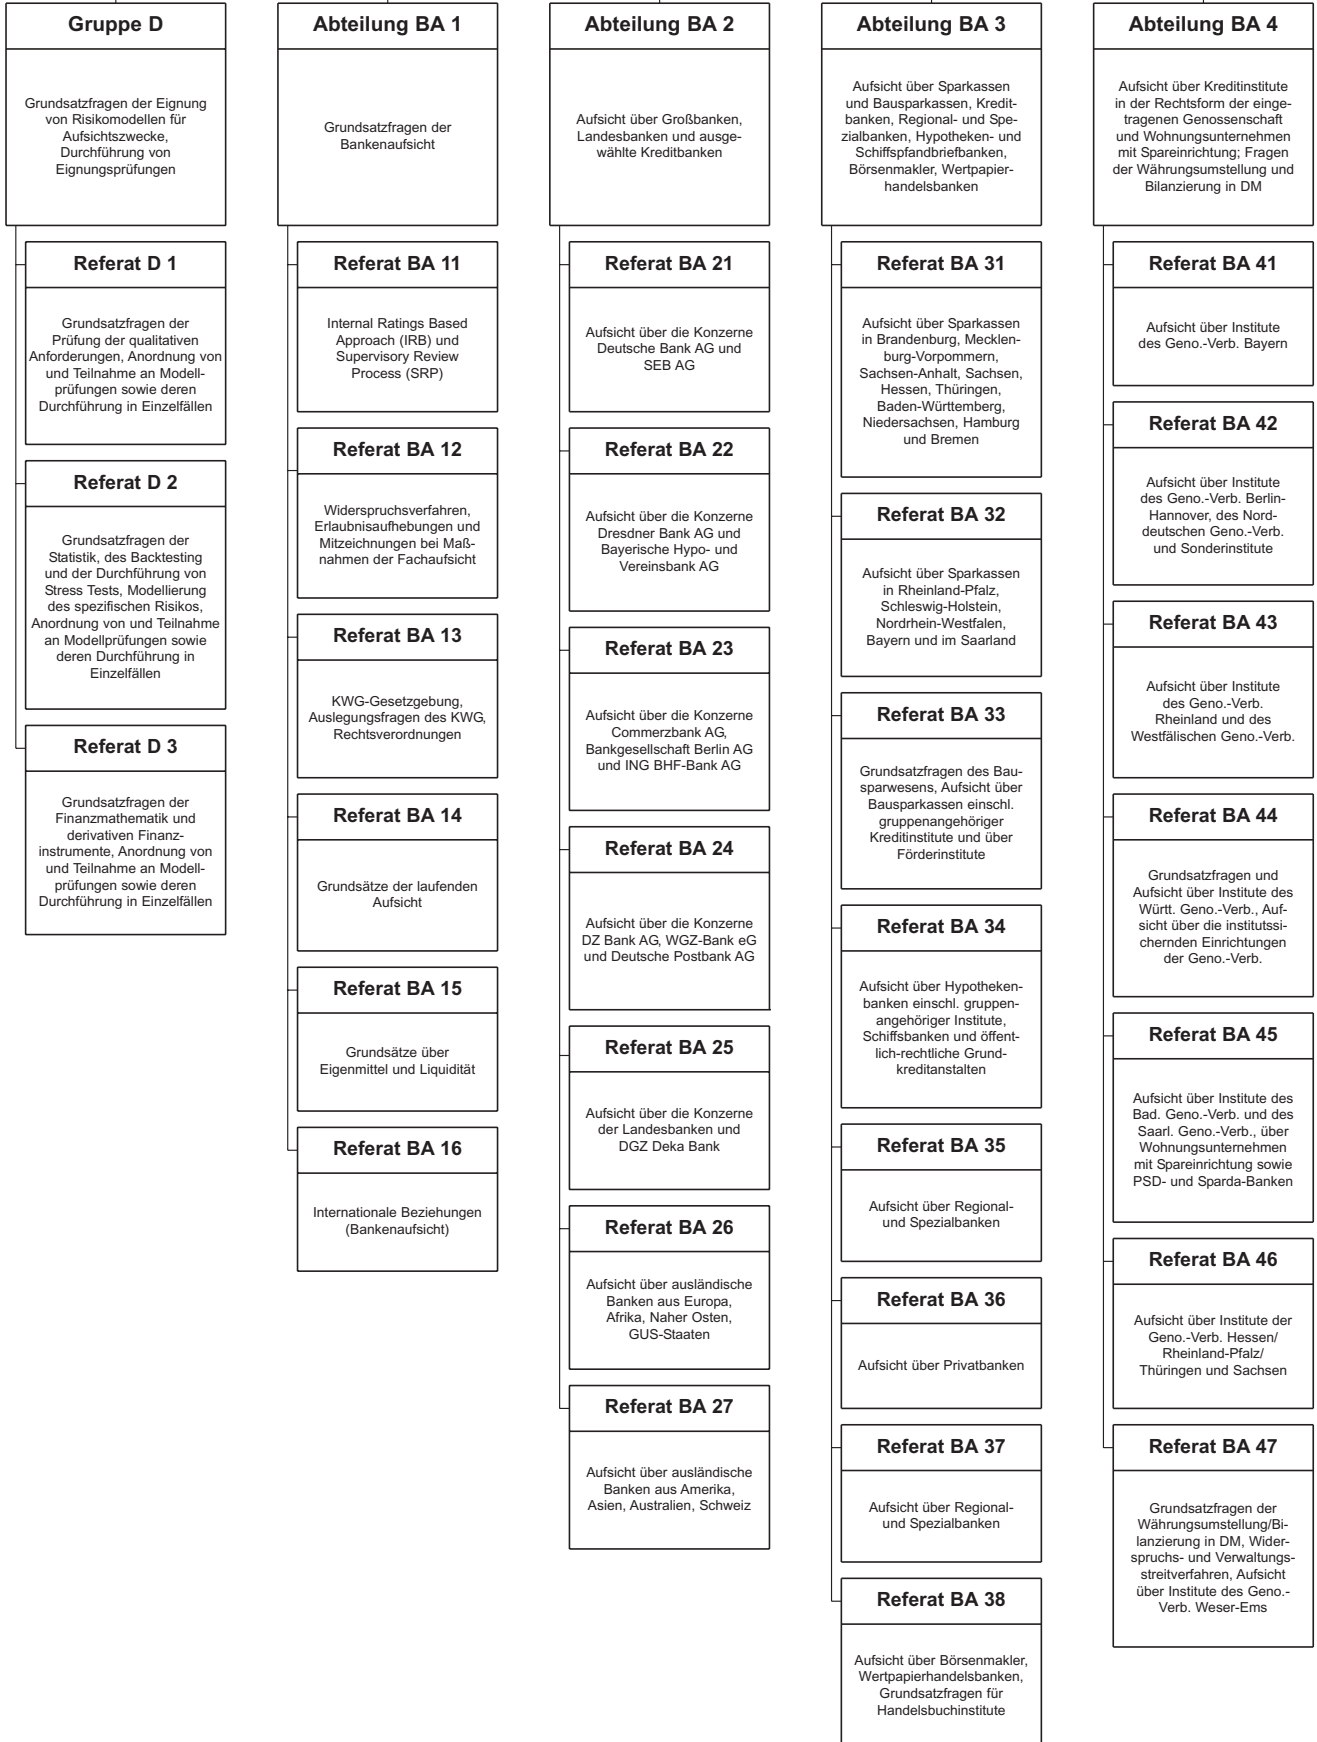 Gruppe D
Grundsatzfragen der Eignung
von Risikomodellen für
Aufsichtszwecke,
Durchführung von
Eignungsprüfungen
Referat D 1
Grundsatzfragen der
Prüfung der qualitativen
Anforderungen, Anordnung von
und Teilnahme an Modell-
prüfungen sowie deren
Durchführung in Einzelfällen
Referat D 2
Grundsatzfragen der
Statistik, des Backtesting
und der Durchführung von
Stress Tests, Modellierung
des spezifischen Risikos,
Anordnung von und Teilnahme
an Modellprüfungen sowie
deren Durchführung in
Einzelfällen
Referat D 3
Grundsatzfragen der
Finanzmathematik und
derivativen Finanz-
instrumente, Anordnung von
und Teilnahme an Modell-
prüfungen sowie deren
Durchführung in Einzelfällen
Abteilung BA 1
Grundsatzfragen der
Bankenaufsicht
Referat BA 11
Internal Ratings Based
Approach (IRB) und
Supervisory Review
Process (SRP)
Referat BA 12
Widerspruchsverfahren,
Erlaubnisaufhebungen und
Mitzeichnungen bei Maß-
nahmen der Fachaufsicht
Referat BA 13
KWG-Gesetzgebung,
Auslegungsfragen des KWG,
Rechtsverordnungen
Referat BA 14
Grundsätze der laufenden
Aufsicht
Referat BA 15
Grundsätze über
Eigenmittel und Liquidität
Referat BA 16
Internationale Beziehungen
(Bankenaufsicht)
Abteilung BA 2
Aufsicht über Großbanken,
Landesbanken und ausge-
wählte Kreditbanken
Referat BA 21
Aufsicht über die Konzerne
Deutsche Bank AG und
SEB AG
Referat BA 22
Aufsicht über die Konzerne
Dresdner Bank AG und
Bayerische Hypo- und
Vereinsbank AG
Referat BA 23
Aufsicht über die Konzerne
Commerzbank AG,
Bankgesellschaft Berlin AG
und ING BHF-Bank AG
Referat BA 24
Aufsicht über die Konzerne
DZ Bank AG, WGZ-Bank eG
und Deutsche Postbank AG
Referat BA 25
Aufsicht über die Konzerne
der Landesbanken und
DGZ Deka Bank
Referat BA 26
Aufsicht über ausländische
Banken aus Europa,
Afrika, Naher Osten,
GUS-Staaten
Referat BA 27
Aufsicht über ausländische
Banken aus Amerika,
Asien, Australien, Schweiz
Abteilung BA 3
Aufsicht über Sparkassen
und Bausparkassen, Kredit-
banken, Regional- und Spe-
zialbanken, Hypotheken- und
Schiffspfandbriefbanken,
Börsenmakler, Wertpapier-
handelsbanken
Referat BA 31
Aufsicht über Sparkassen
in Brandenburg, Mecklen-
burg-Vorpommern,
Sachsen-Anhalt, Sachsen,
Hessen, Thüringen,
Baden-Württemberg,
Niedersachsen, Hamburg
und Bremen
Referat BA 32
Aufsicht über Sparkassen
in Rheinland-Pfalz,
Schleswig-Holstein,
Nordrhein-Westfalen,
Bayern und im Saarland
Referat BA 33
Grundsatzfragen des Bau-
sparwesens, Aufsicht über
Bausparkassen einschl.
gruppenangehöriger
Kreditinstitute und über
Förderinstitute
Referat BA 34
Aufsicht über Hypotheken-
banken einschl. gruppen-
angehöriger Institute,
Schiffsbanken und öffent-
lich-rechtliche Grund-
kreditanstalten
Referat BA 35
Aufsicht über Regional-
und Spezialbanken
Referat BA 36
Aufsicht über Privatbanken
Referat BA 37
Aufsicht über Regional-
und Spezialbanken
Referat BA 38
Aufsicht über Börsenmakler,
Wertpapierhandelsbanken,
Grundsatzfragen für
Handelsbuchinstitute
Abteilung BA 4
Aufsicht über Kreditinstitute
in der Rechtsform der einge-
tragenen Genossenschaft
und Wohnungsunternehmen
mit Spareinrichtung; Fragen
der Währungsumstellung und
Bilanzierung in DM
Referat BA 41
Aufsicht über Institute
des Geno.-Verb. Bayern
Referat BA 42
Aufsicht über Institute
des Geno.-Verb. Berlin-
Hannover, des Nord-
deutschen Geno.-Verb.
und Sonderinstitute
Referat BA 43
Aufsicht über Institute
des Geno.-Verb.
Rheinland und des
Westfälischen Geno.-Verb.
Referat BA 44
Grundsatzfragen und
Aufsicht über Institute des
Württ. Geno.-Verb., Auf-
sicht über die institutssi-
chernden Einrichtungen
der Geno.-Verb.
Referat BA 45
Aufsicht über Institute des
Bad. Geno.-Verb. und des
Saarl. Geno.-Verb., über
Wohnungsunternehmen
mit Spareinrichtung sowie
PSD- und Sparda-Banken
Referat BA 46
Aufsicht über Institute der
Geno.-Verb. Hessen/
Rheinland-Pfalz/
Thüringen und Sachsen
Referat BA 47
Grundsatzfragen der
Währungsumstellung/Bi-
lanzierung in DM, Wider-
spruchs- und Verwaltungs-
streitverfahren, Aufsicht
über Institute des Geno.-
Verb. Weser-Ems